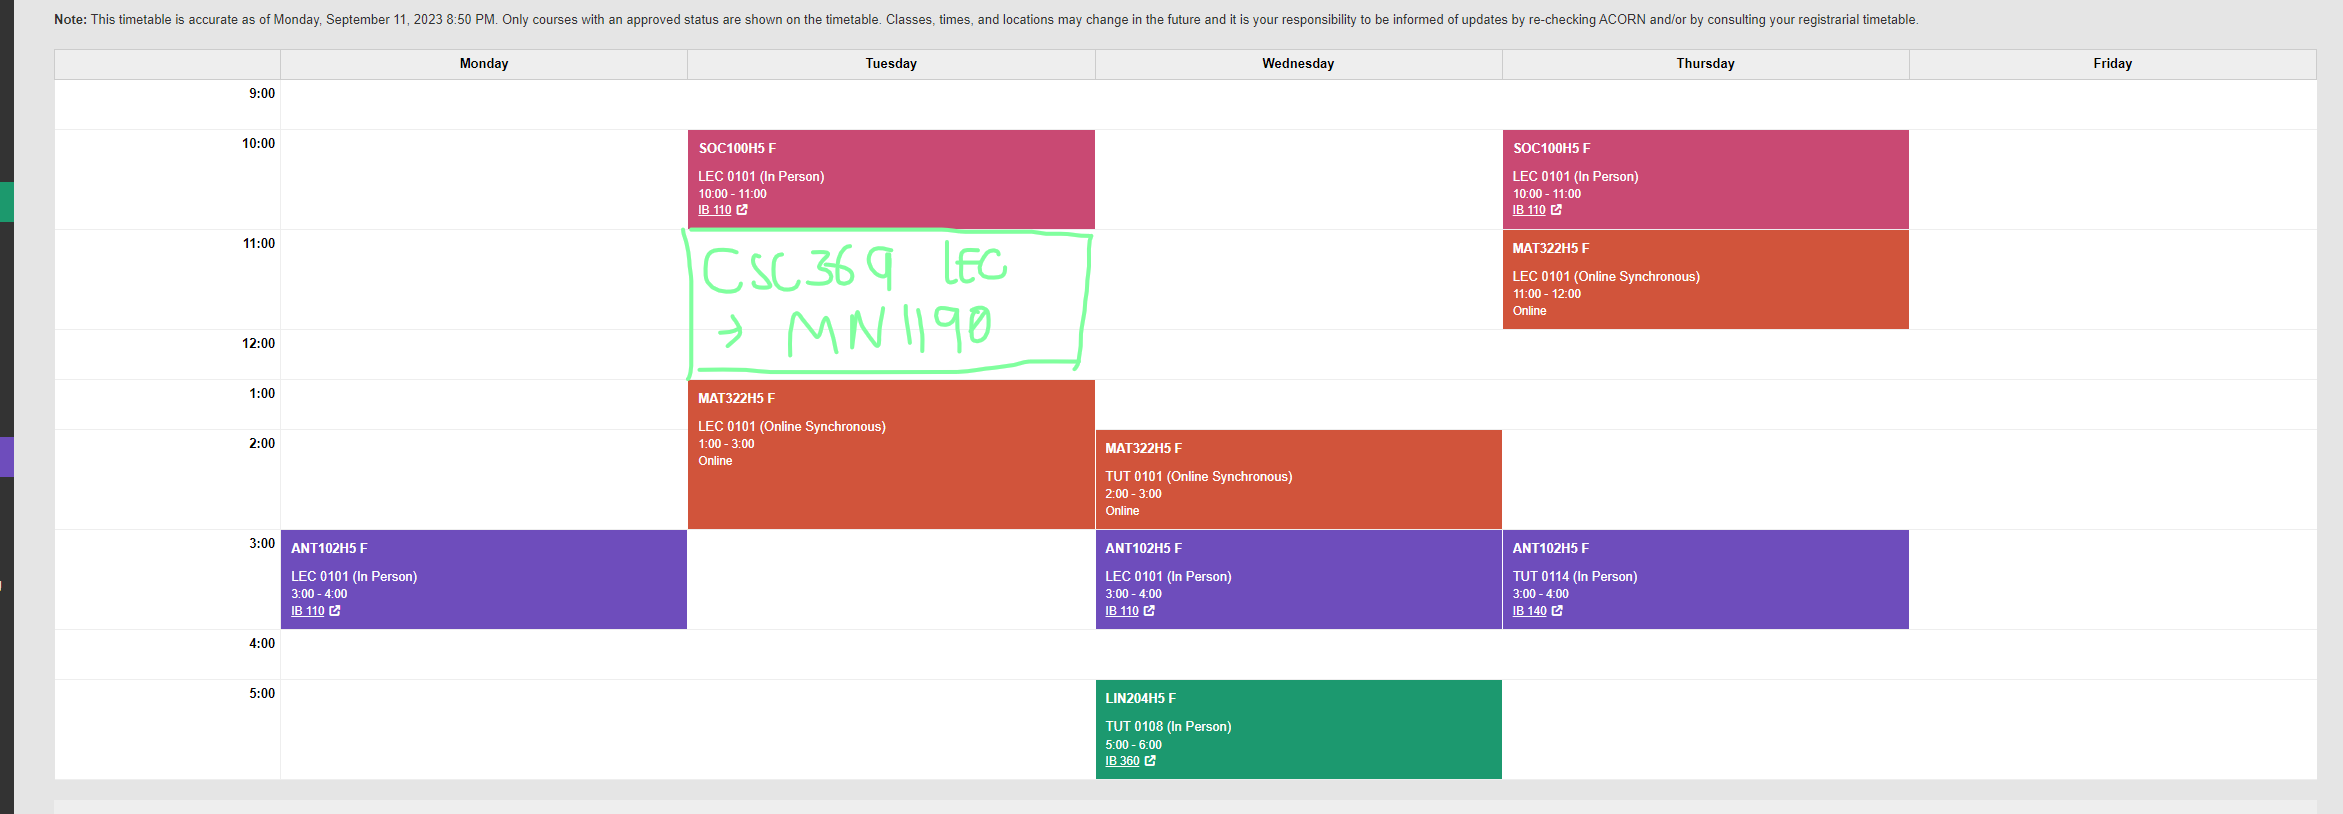 Note: This timetable is accurate as of Monday, September 11, 2023 8:50 PM. Only courses with an approved status are shown on the timetable. Classes, times, and locations may change in the future and it is your responsibility to be informed of updates by re-checking ACORN and/or by consulting your registrarial timetable.
Monday Tuesday Wednesday Thursday Friday
9:00
10:00
SOC100H5 F
LEC 0101 (In Person)
10:00 - 11:00
IB 110
SOC100H5 F
LEC 0101 (In Person)
10:00 - 11:00
IB 110
11:00
CSC369 LEC
→ MN1190
MAT322H5 F
LEC 0101 (Online Synchronous)
11:00 - 12:00
Online
12:00
1:00
MAT322H5 F
LEC 0101 (Online Synchronous)
1:00 - 3:00
Online
2:00
MAT322H5 F
TUT 0101 (Online Synchronous)
2:00 - 3:00
Online
3:00
ANT102H5 F
LEC 0101 (In Person)
3:00 - 4:00
IB 110
ANT102H5 F
LEC 0101 (In Person)
3:00 - 4:00
IB 110
ANT102H5 F
TUT 0114 (In Person)
3:00 - 4:00
IB 140
4:00
5:00
LIN204H5 F
TUT 0108 (In Person)
5:00 - 6:00
IB 360